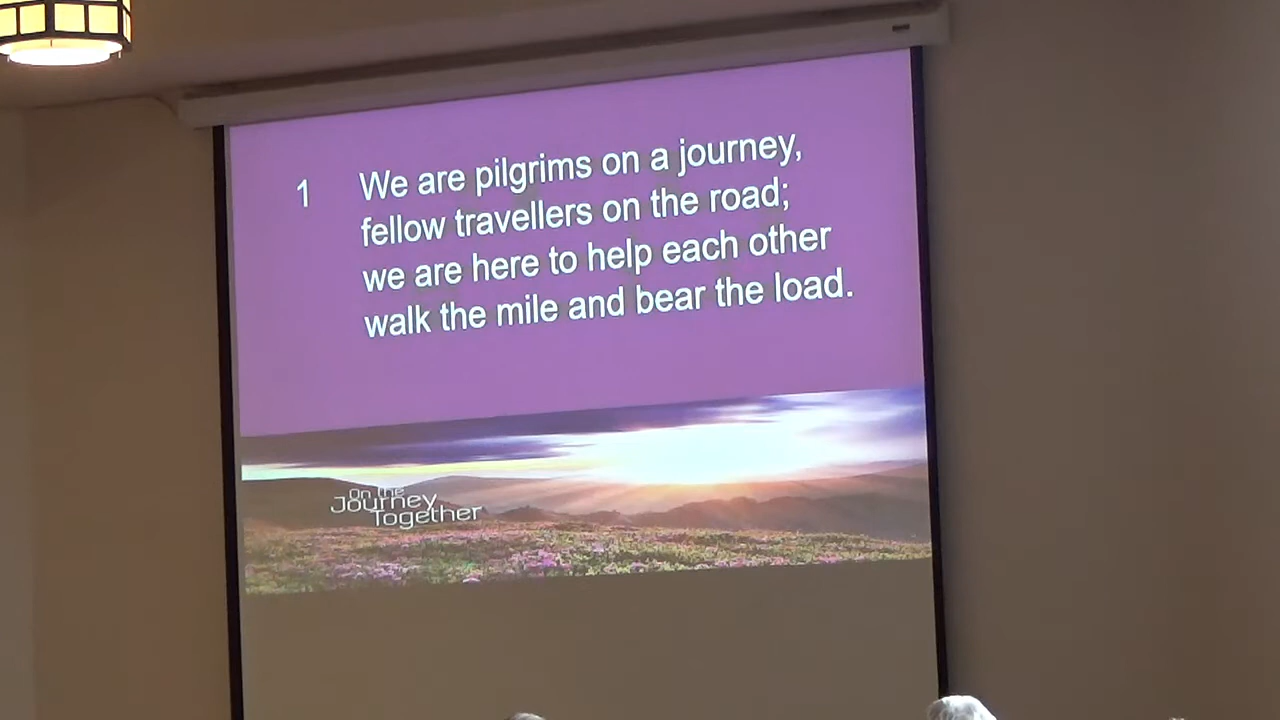 1 We are pilgrims on a journey,
fellow travellers on the road;
we are here to help each other
walk the mile and bear the load.
On the
Journey
Together